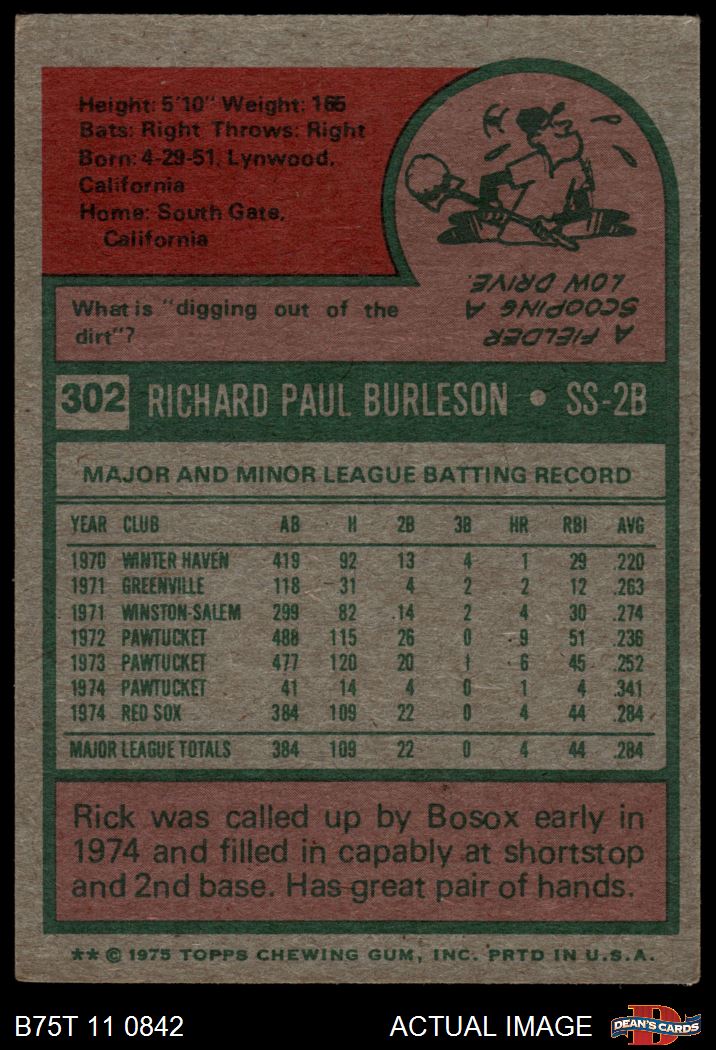 Height: 5'10" Weight: 165
Bats: Right Throws: Right
Born: 4-29-51, Lynwood,
California
Home: South Gate,
California
What is "digging out of the
dirt"?
A FIELDER
SCOOPING A
LOW DRIVE.
302 RICHARD PAUL BURLESON • SS-2B
MAJOR AND MINOR LEAGUE BATTING RECORD
YEAR CLUB AB H 2B 3B HR RBI AVG
1970 WINTER HAVEN 419 92 13 4 1 29 .220
1971 GREENVILLE 118 31 4 2 2 12 .263
1971 WINSTON-SALEM 299 82 14 2 4 30 .274
1972 PAWTUCKET 488 115 26 0 9 51 .236
1973 PAWTUCKET 477 120 20 1 6 45 .252
1974 PAWTUCKET 41 14 4 0 1 4 .341
1974 RED SOX 384 109 22 0 4 44 .284
MAJOR LEAGUE TOTALS 384 109 22 0 4 44 .284
Rick was called up by Bosox early in
1974 and filled in capably at shortstop
and 2nd base. Has great pair of hands.
** © 1975 TOPPS CHEWING GUM, INC. PRTD IN U.S.A.
B75T 11 0842 ACTUAL IMAGE DEAN'S CARDS